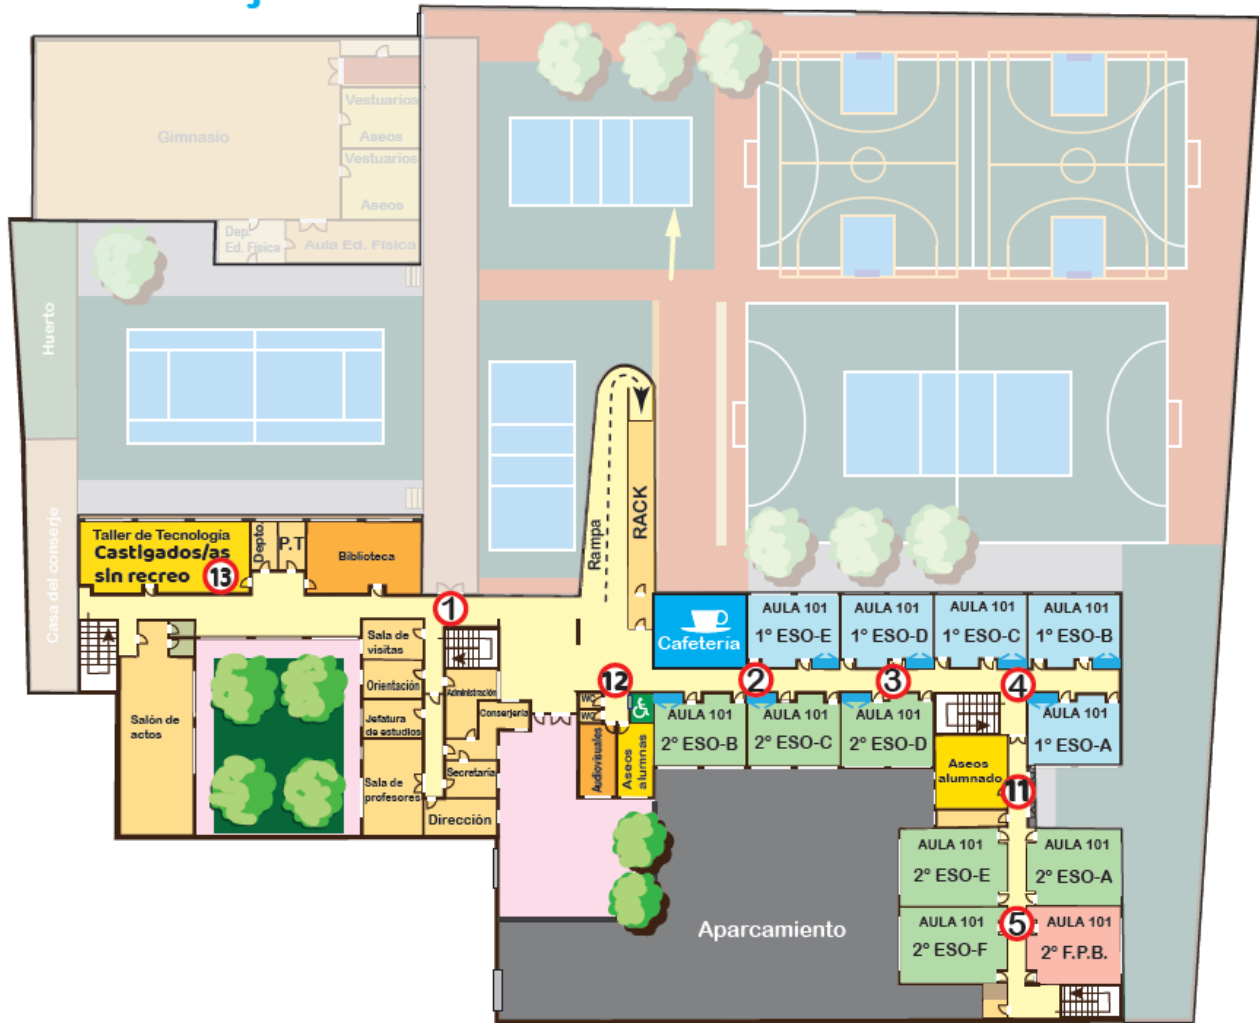 j
Vestuarios
Gimnasio
Aseos
Vestuarios
Aseos
Dep.
Ed. Física
Aula Ed. Física
Huerto
Casa del conserje
Rampa
RACK
Taller de Tecnología
Castigados/as
sin recreo
13
Depto.
P.T
Biblioteca
1
Sala de
visitas
Orientación
Jefatura
de estudios
Sala de
profesores
Administración
Conserjería
Secretaría
Dirección
Salón de
actos
Cafetería
AULA 101
1º ESO-E
AULA 101
1º ESO-D
AULA 101
1º ESO-C
AULA 101
1º ESO-B
12
2
3
4
WC
WC
Audiovisuales
Aseos
alumnas
AULA 101
2º ESO-B
AULA 101
2º ESO-C
AULA 101
2º ESO-D
AULA 101
1º ESO-A
Aseos
alumnado
11
AULA 101
2º ESO-E
AULA 101
2º ESO-A
AULA 101
2º ESO-F
5
AULA 101
2º F.P.B.
Aparcamiento